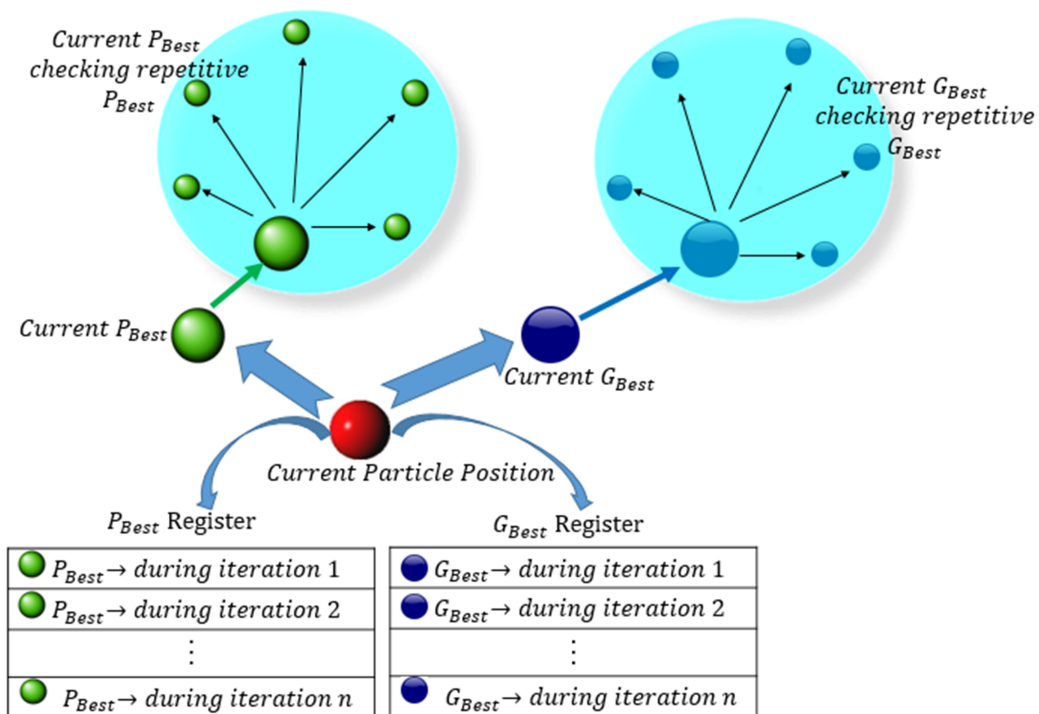 Current P_Best
checking repetitive
P_Best
Current G_Best
checking repetitive
G_Best
Current P_Best
Current G_Best
Current Particle Position
P_Best Register
P_Best → during iteration 1
P_Best → during iteration 2
⋮
P_Best → during iteration n
G_Best Register
G_Best → during iteration 1
G_Best → during iteration 2
⋮
G_Best → during iteration n